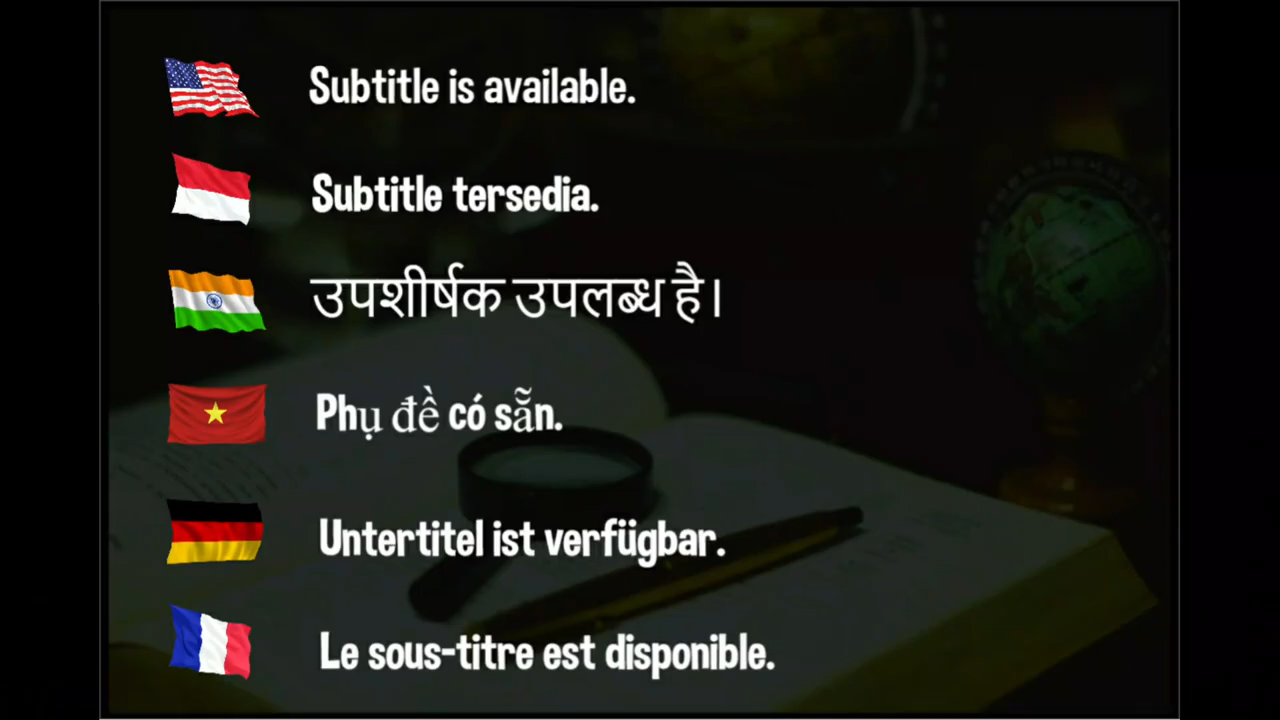 Subtitle is available.
Subtitle tersedia.
उपशीर्षक उपलब्ध है।
Phụ đề có sẵn.
Untertitel ist verfügbar.
Le sous-titre est disponible.